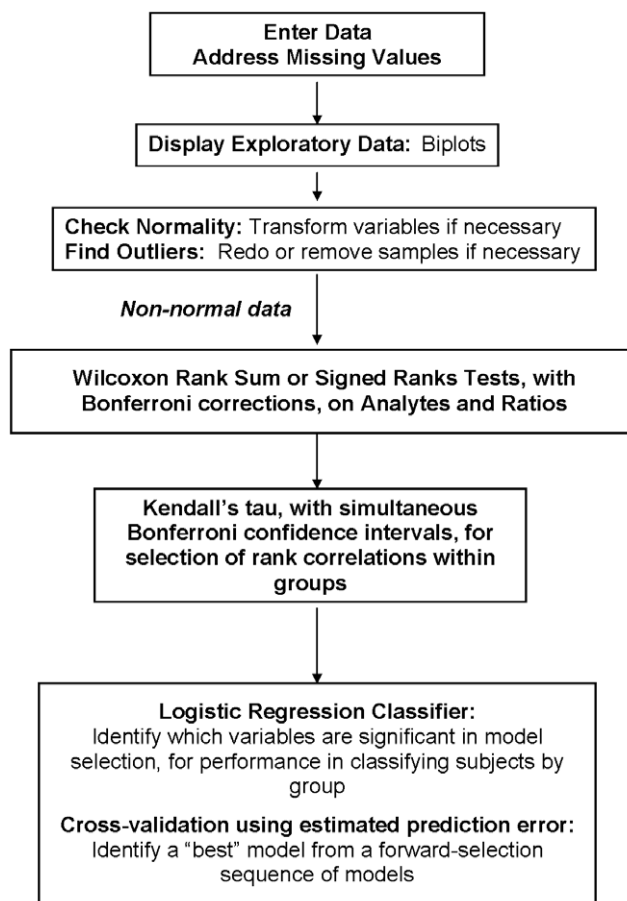 Enter Data
Address Missing Values
Display Exploratory Data: Biplots
Check Normality: Transform variables if necessary
Find Outliers: Redo or remove samples if necessary
Non-normal data
Wilcoxon Rank Sum or Signed Ranks Tests, with
Bonferroni corrections, on Analytes and Ratios
Kendall's tau, with simultaneous
Bonferroni confidence intervals, for
selection of rank correlations within
groups
Logistic Regression Classifier:
Identify which variables are significant in model
selection, for performance in classifying subjects by
group
Cross-validation using estimated prediction error:
Identify a “best” model from a forward-selection
sequence of models